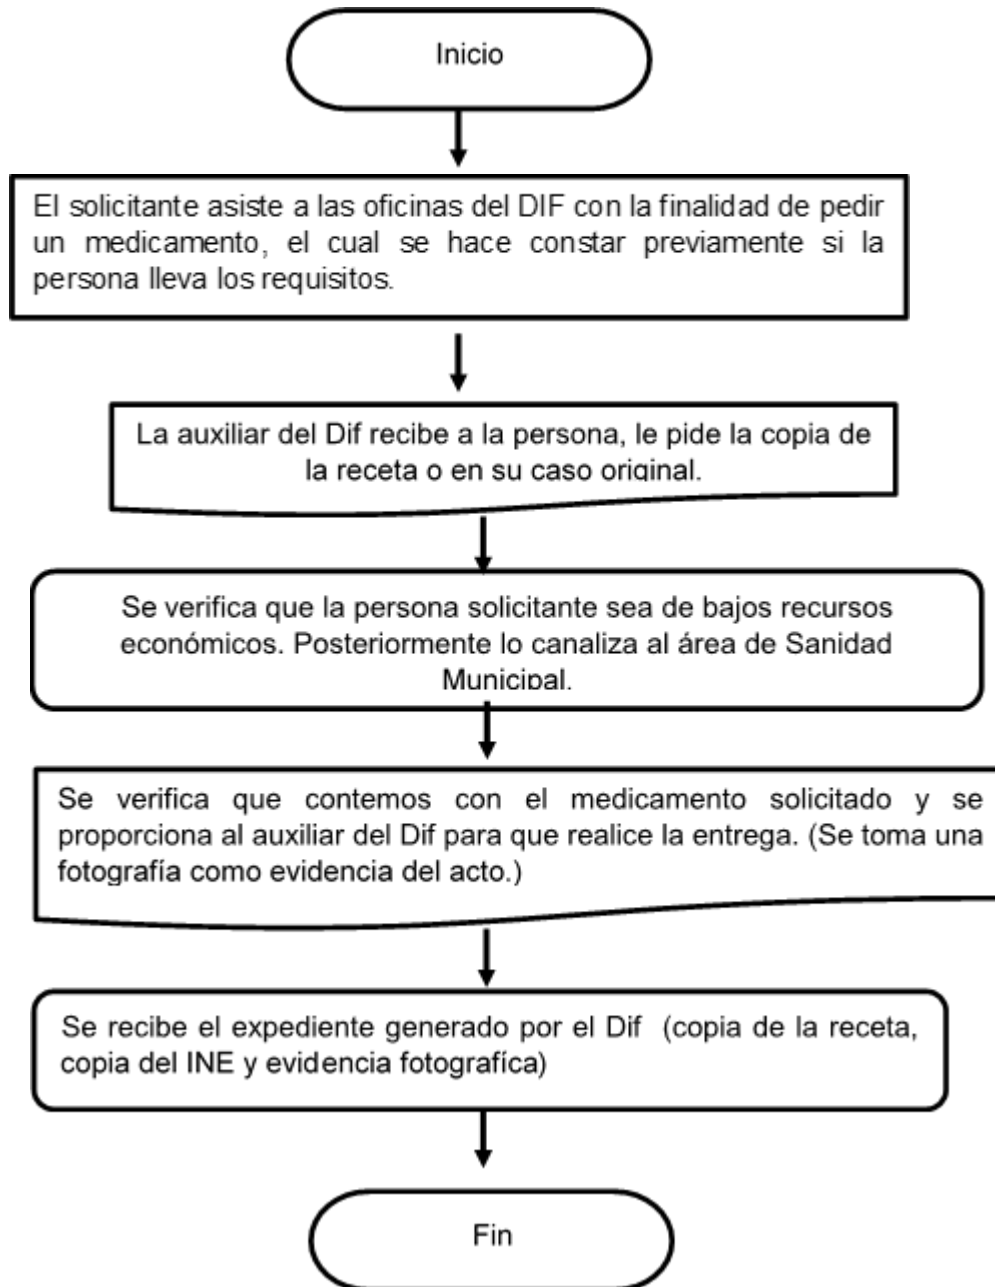 Inicio
El solicitante asiste a las oficinas del DIF con la finalidad de pedir
un medicamento, el cual se hace constar previamente si la
persona lleva los requisitos.
La auxiliar del Dif recibe a la persona, le pide la copia de
la receta o en su caso original.
Se verifica que la persona solicitante sea de bajos recursos
económicos. Posteriormente lo canaliza al área de Sanidad
Municipal.
Se verifica que contemos con el medicamento solicitado y se
proporciona al auxiliar del Dif para que realice la entrega. (Se toma una
fotografía como evidencia del acto.)
Se recibe el expediente generado por el Dif (copia de la receta,
copia del INE y evidencia fotografíca)
Fin